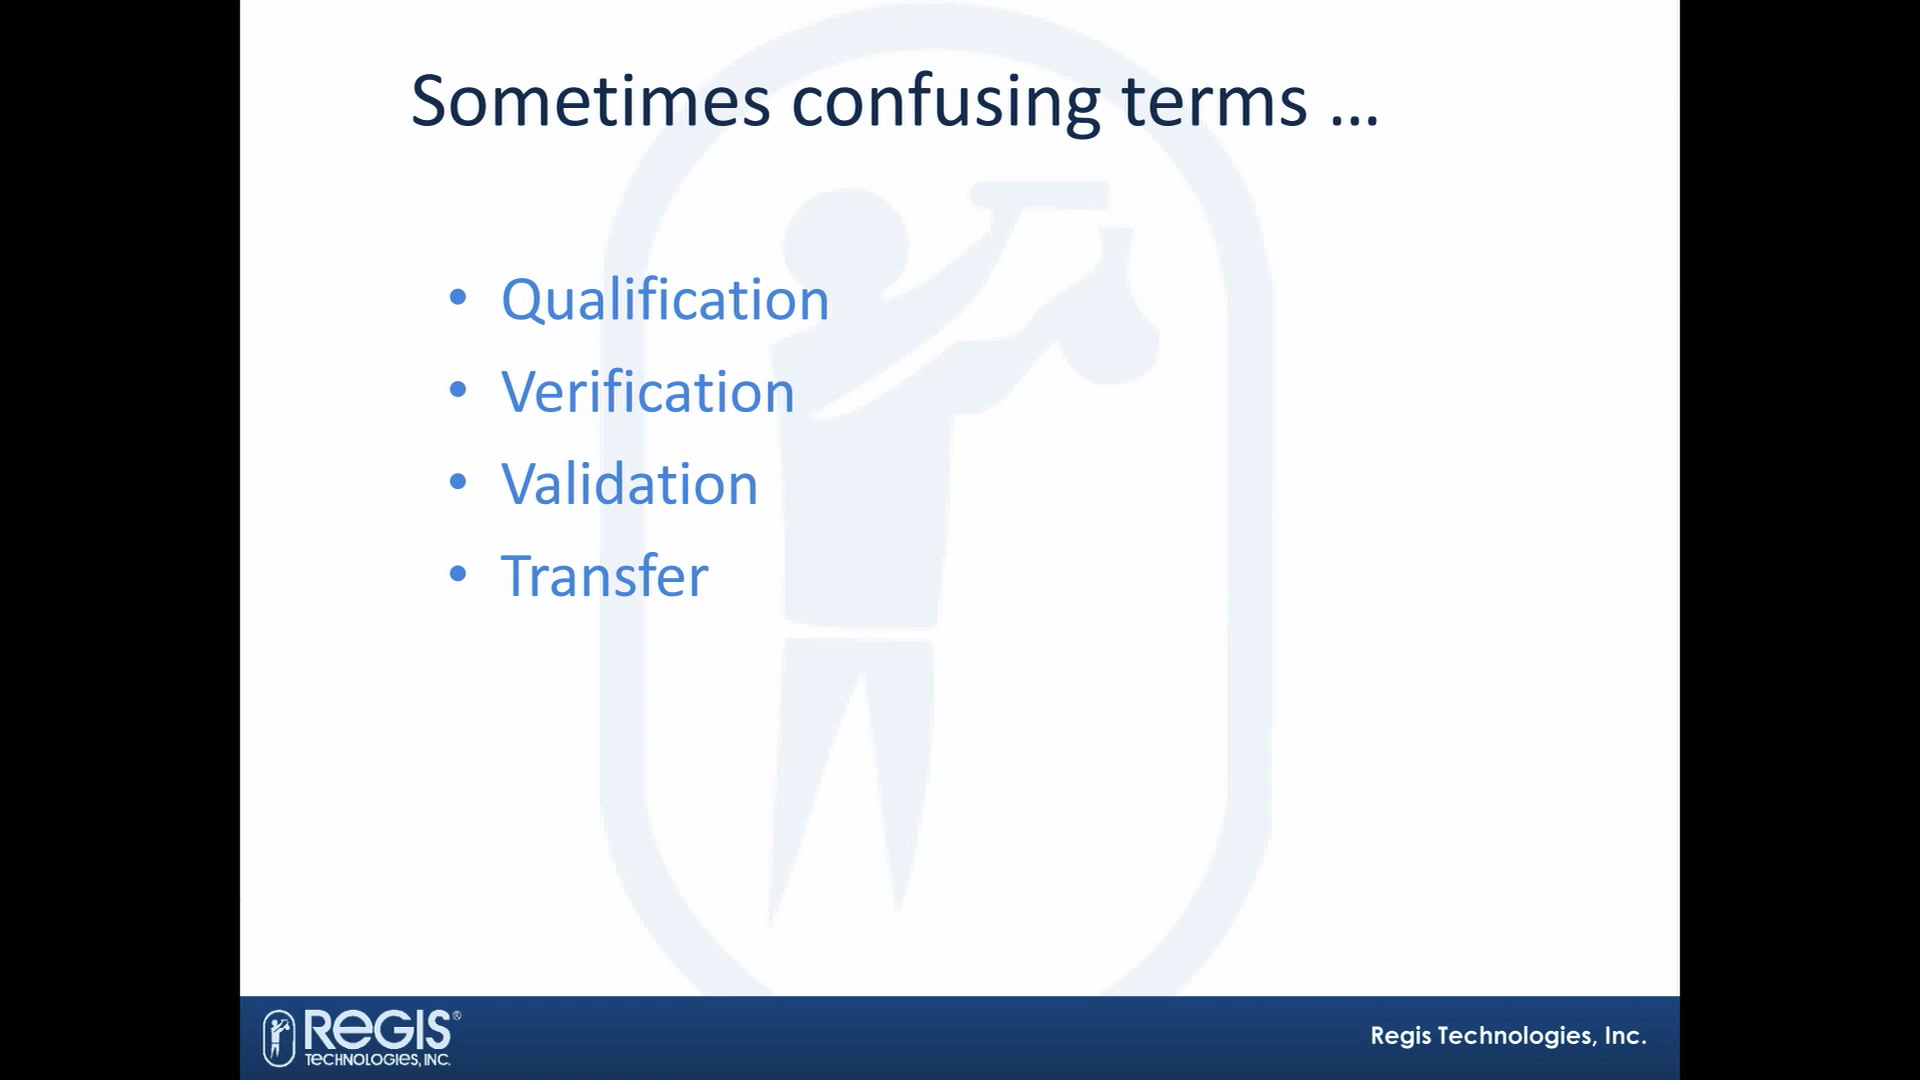 Sometimes confusing terms ...
• Qualification
• Verification
• Validation
• Transfer
REGIS®
TECHNOLOGIES, INC.
Regis Technologies, Inc.